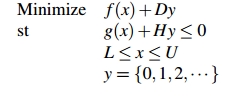 Minimize f(x)+Dy
st g(x)+Hy ≤ 0
L ≤ x ≤ U
y = {0,1,2,⋯}